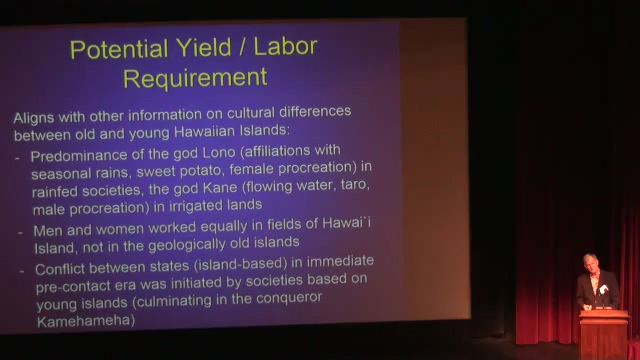 Potential Yield / Labor
Requirement
Aligns with other information on cultural differences
between old and young Hawaiian Islands:
- Predominance of the god Lono (affiliations with
seasonal rains, sweet potato, female procreation) in
rainfed societies, the god Kane (flowing water, taro,
male procreation) in irrigated lands
- Men and women worked equally in fields of Hawai`i
Island, not in the geologically old islands
- Conflict between states (island-based) in immediate
pre-contact era was initiated by societies based on
young islands (culminating in the conqueror
Kamehameha)